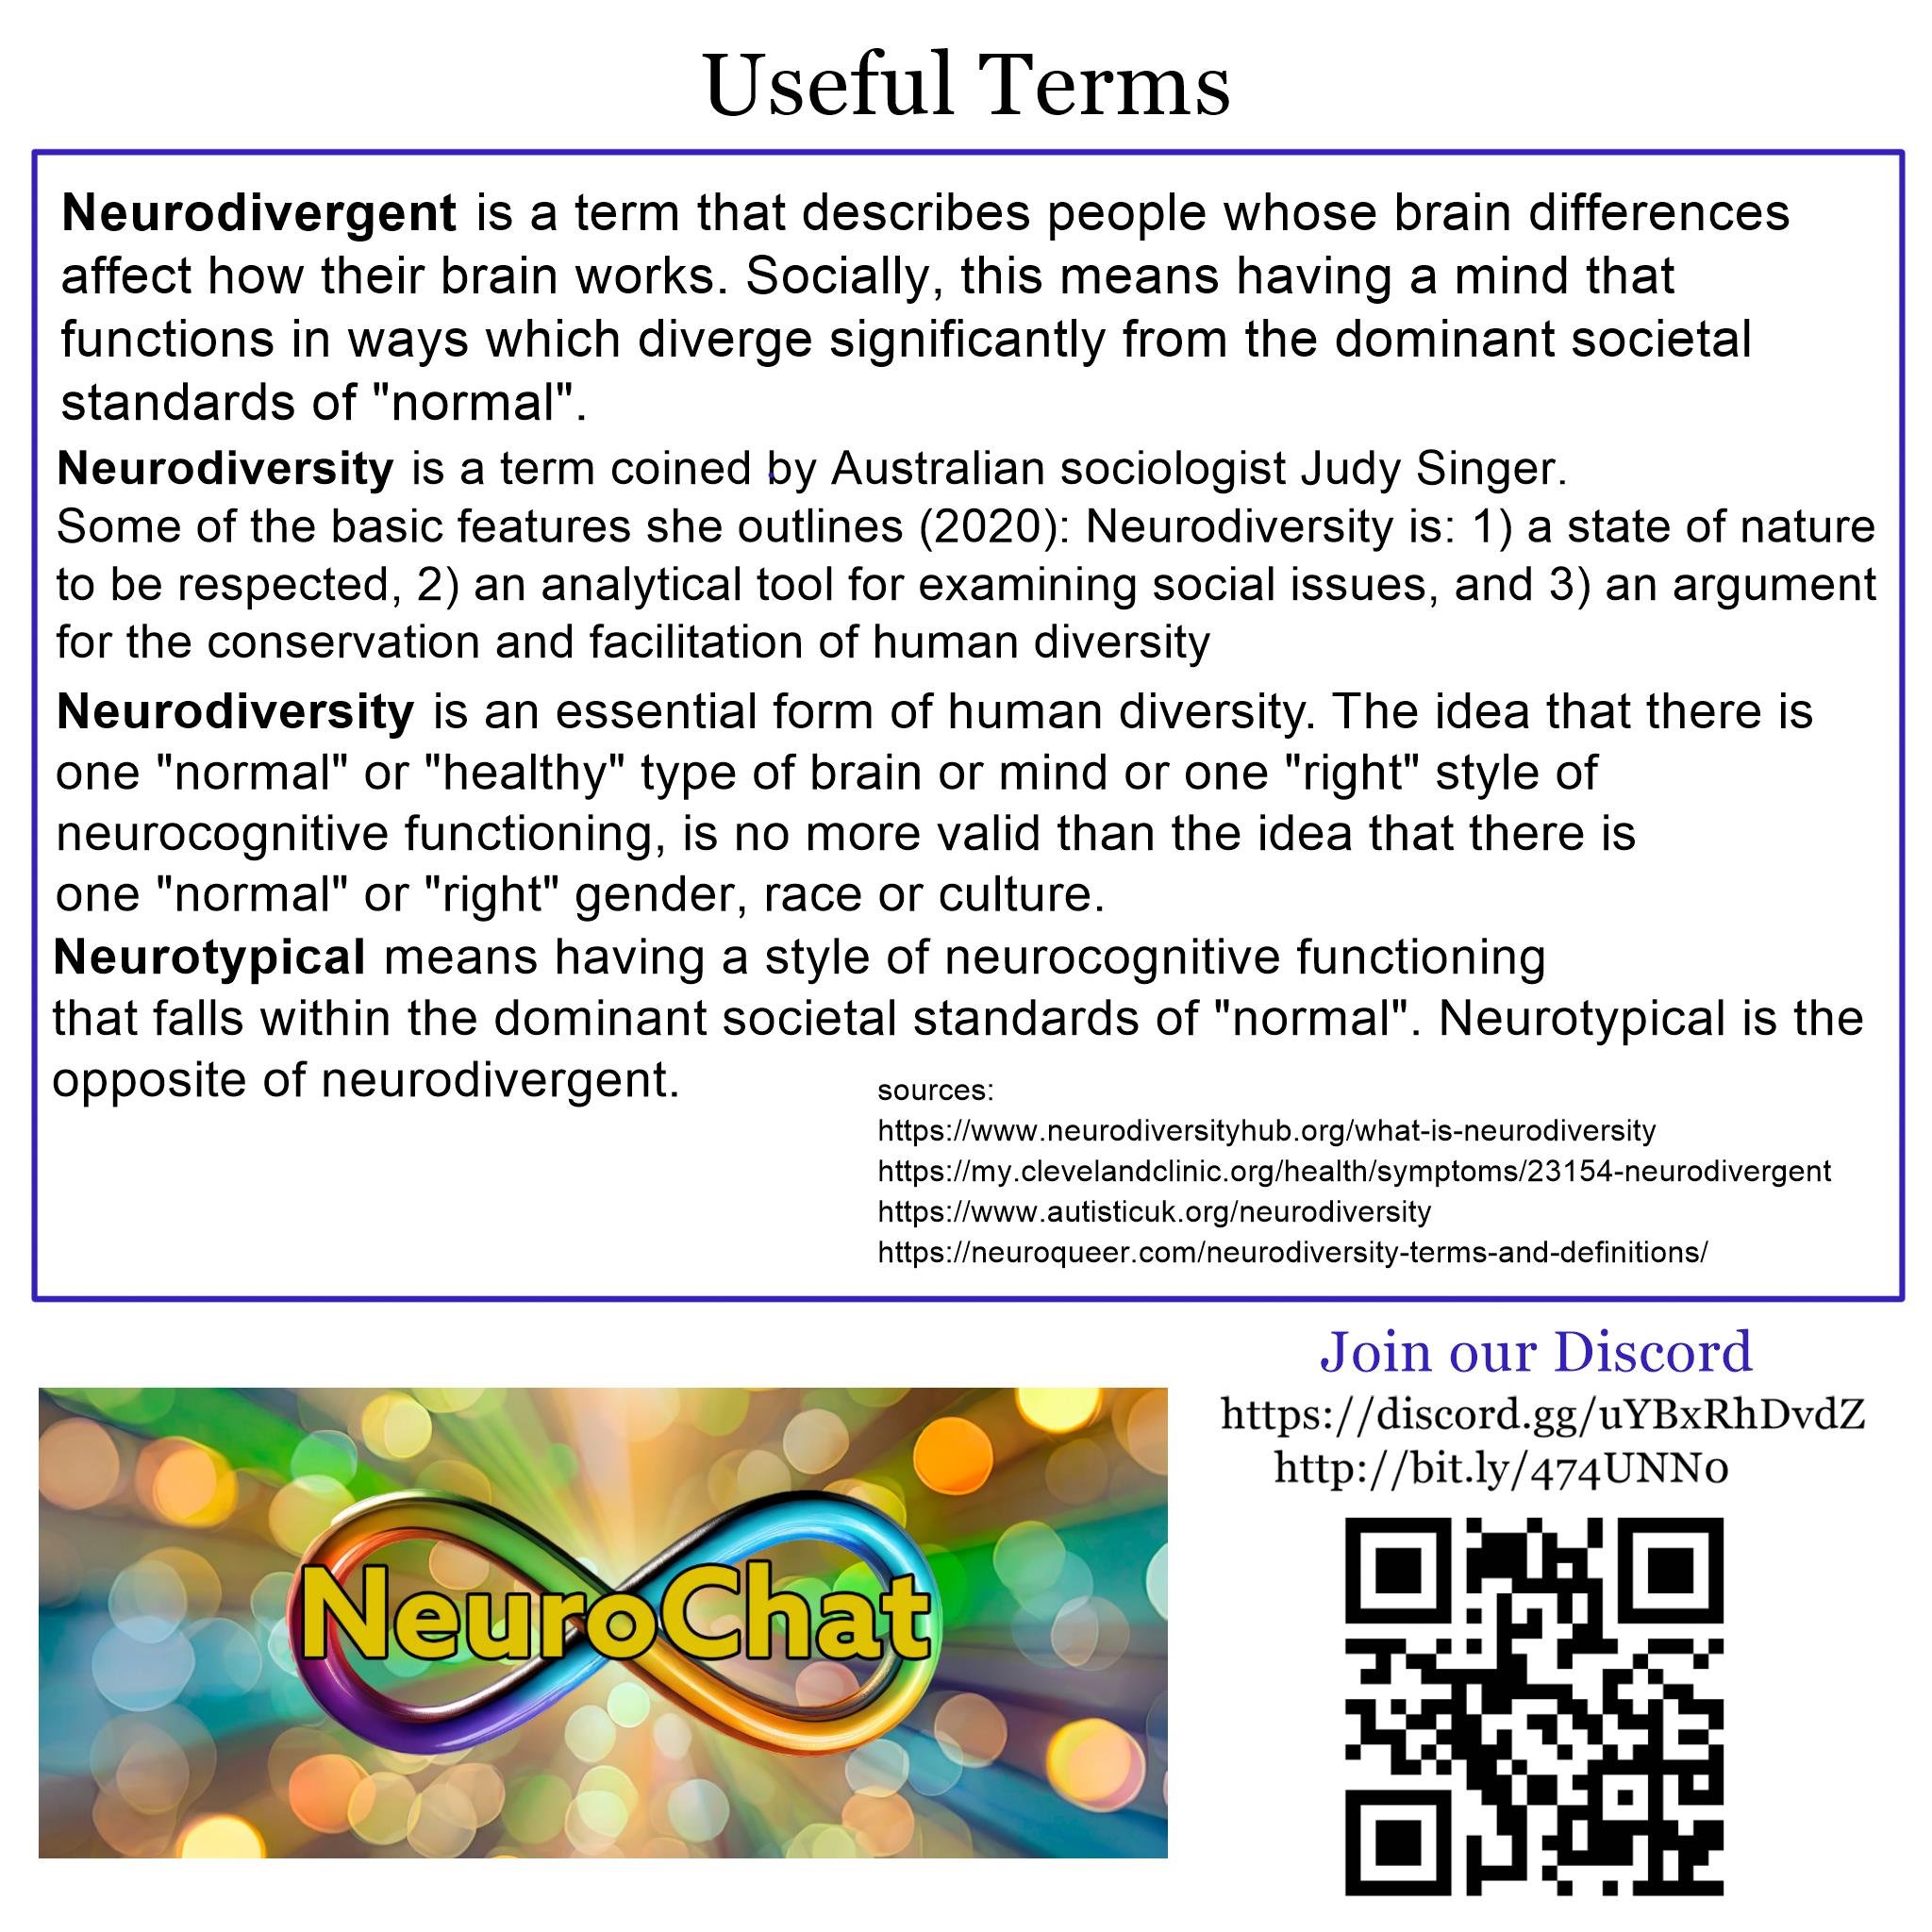 Useful Terms
Neurodivergent is a term that describes people whose brain differences
affect how their brain works. Socially, this means having a mind that
functions in ways which diverge significantly from the dominant societal
standards of "normal".
Neurodiversity is a term coined by Australian sociologist Judy Singer.
Some of the basic features she outlines (2020): Neurodiversity is: 1) a state of nature
to be respected, 2) an analytical tool for examining social issues, and 3) an argument
for the conservation and facilitation of human diversity
Neurodiversity is an essential form of human diversity. The idea that there is
one "normal" or "healthy" type of brain or mind or one "right" style of
neurocognitive functioning, is no more valid than the idea that there is
one "normal" or "right" gender, race or culture.
Neurotypical means having a style of neurocognitive functioning
that falls within the dominant societal standards of "normal". Neurotypical is the
opposite of neurodivergent.
sources:
https://www.neurodiversityhub.org/what-is-neurodiversity
https://my.clevelandclinic.org/health/symptoms/23154-neurodivergent
https://www.autisticuk.org/neurodiversity
https://neuroqueer.com/neurodiversity-terms-and-definitions/
NeuroChat
Join our Discord
https://discord.gg/uYBxRhDvdZ
http://bit.ly/474UNN0